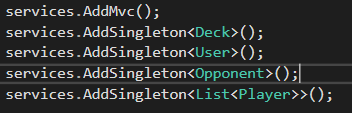 services.AddMvc();
services.AddSingleton<Deck>();
services.AddSingleton<User>();
services.AddSingleton<Opponent>();
services.AddSingleton<List<Player>>();